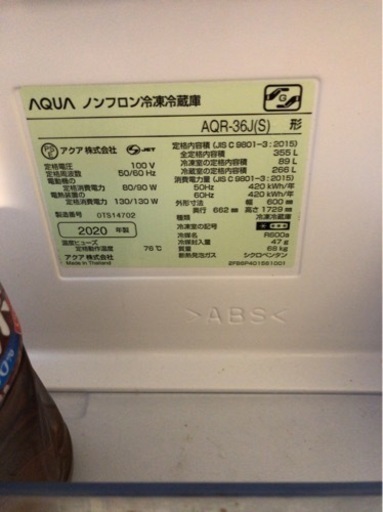 AQUA ノンフロン冷凍冷蔵庫
AQR-36J(S) 形
アクア 株式会社 JET
定格電圧 100 V
定格周波数 50/60 Hz
電動機の
定格消費電力 80/90 W
電熱装置の
定格消費電力 130/130 W
製造番号 0TS14702
2020 年製
温度ヒューズ
定格動作温度 76℃
アクア 株式会社
Made in Thailand
定格内容積 (JIS C 9801-3 : 2015)
全定格内容積 355 L
冷凍室の定格内容積 89 L
冷蔵室の定格内容積 266 L
消費電力量 (JIS C 9801-3 : 2015)
50Hz 420 kWh/年
60Hz 420 kWh/年
外形寸法 幅 600 mm
奥行 662 mm 高さ 1729 mm
種類 冷凍冷蔵庫
冷凍室の記号
冷媒名 R600a
冷媒封入量 47 g
質量 68 kg
断熱発泡ガス シクロペンタン
>ABS<